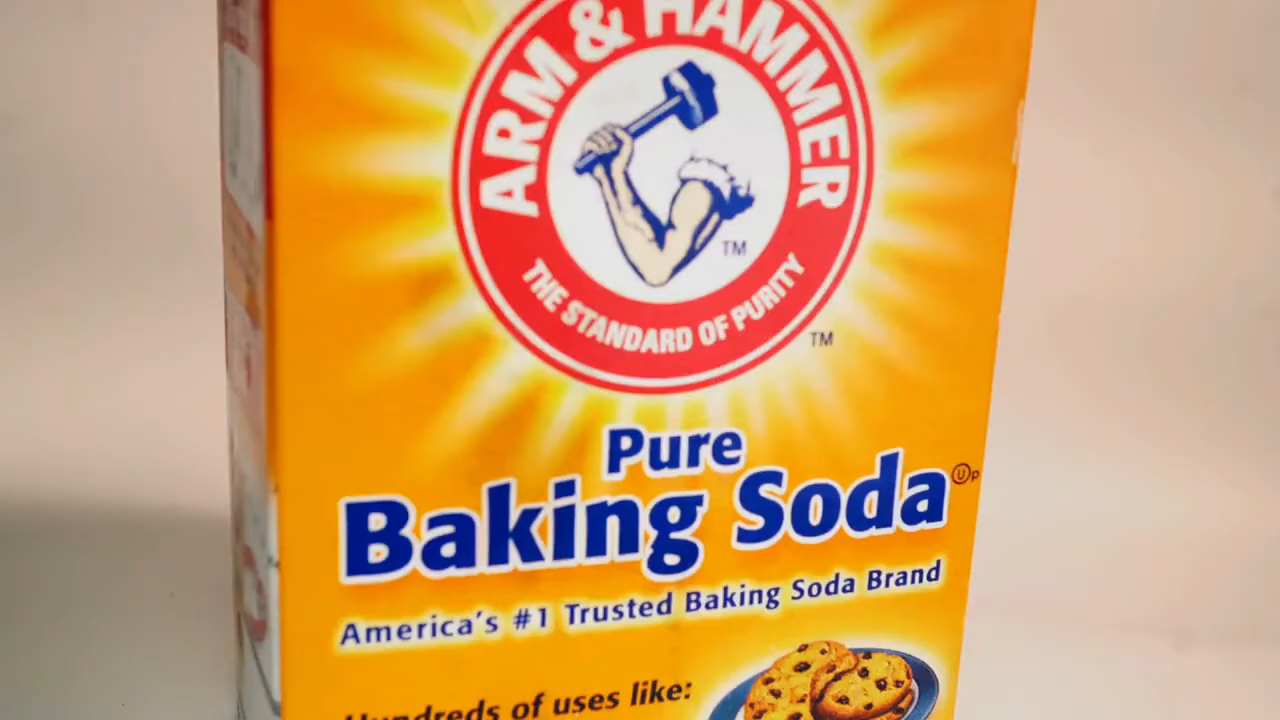 ARM & HAMMER
TM
THE STANDARD OF PURITY
TM
Pure
Baking Soda Ⓤp
America's #1 Trusted Baking Soda Brand
Hundreds of uses like: